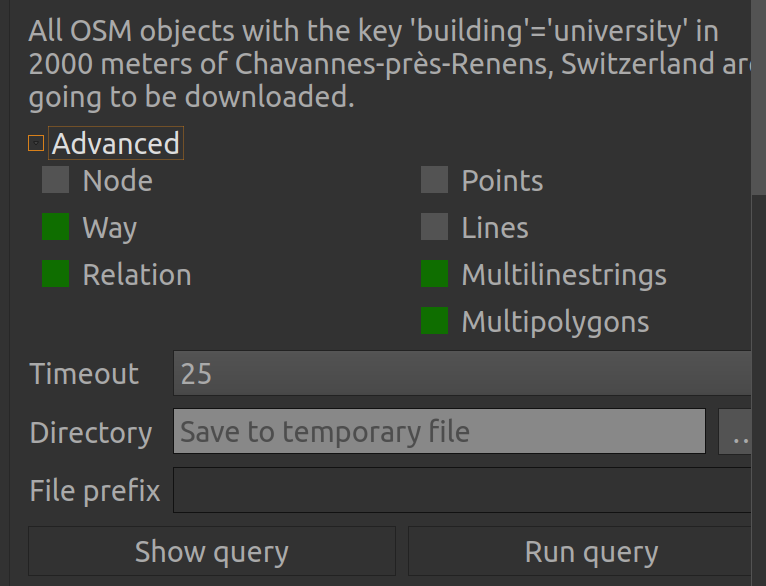 All OSM objects with the key 'building'='university' in
2000 meters of Chavannes-près-Renens, Switzerland are
going to be downloaded.
Advanced
Node
Points
Way
Lines
Relation
Multilinestrings
Multipolygons
Timeout 25
Directory Save to temporary file ..
File prefix
Show query Run query